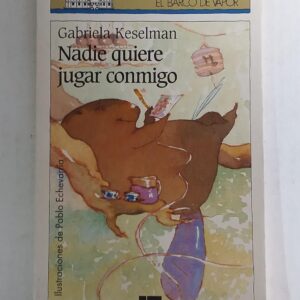 EL BARCO DE VAPOR
Gabriela Keselman
Nadie quiere
jugar conmigo
Ilustraciones de Pablo Echevarría